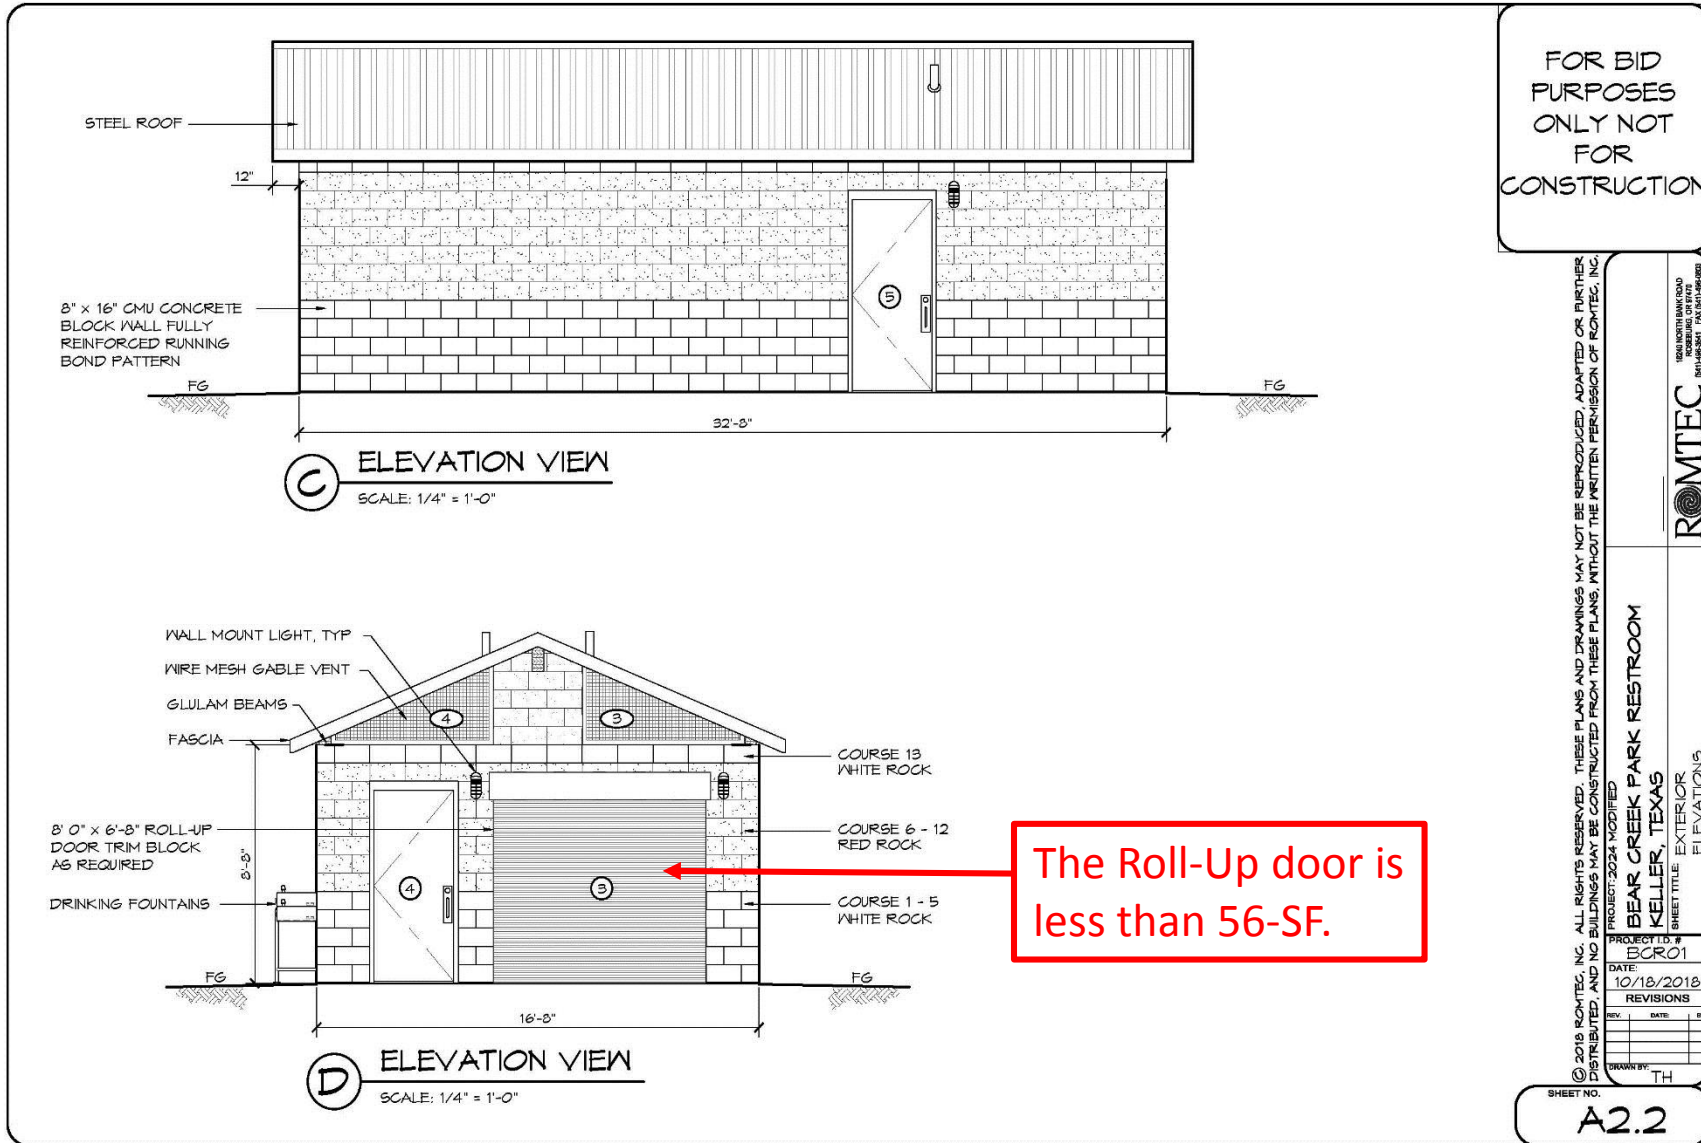 STEEL ROOF
12"
8" x 16" CMU CONCRETE
BLOCK WALL FULLY
REINFORCED RUNNING
BOND PATTERN
FG
5
FG
32'-8"
C
ELEVATION VIEW
SCALE: 1/4" = 1'-0"
WALL MOUNT LIGHT, TYP
WIRE MESH GABLE VENT
GLULAM BEAMS
FASCIA
4
3
COURSE 13
WHITE ROCK
8' 0" x 6'-8" ROLL-UP
DOOR TRIM BLOCK
AS REQUIRED
8'-8"
DRINKING FOUNTAINS
4
3
COURSE 6 - 12
RED ROCK
COURSE 1 - 5
WHITE ROCK
The Roll-Up door is
less than 56-SF.
FG
FG
16'-8"
D
ELEVATION VIEW
SCALE: 1/4" = 1'-0"
FOR BID
PURPOSES
ONLY NOT
FOR
CONSTRUCTION
© 2018 ROMTEC, INC. ALL RIGHTS RESERVED. THESE PLANS AND DRAWINGS MAY NOT BE REPRODUCED, ADAPTED OR FURTHER
DISTRIBUTED, AND NO BUILDINGS MAY BE CONSTRUCTED FROM THESE PLANS, WITHOUT THE WRITTEN PERMISSION OF ROMTEC, INC.
ROMTEC
18240 NORTH BANK ROAD
ROSEBURG, OR 97470
PROJECT: 2024 MODIFIED
BEAR CREEK PARK RESTROOM
KELLER, TEXAS
SHEET TITLE: EXTERIOR
ELEVATIONS
PROJECT I.D. #
BCR01
DATE:
10/18/2018
REVISIONS
REV. DATE:
DRAWN BY: TH
SHEET NO.
A2.2